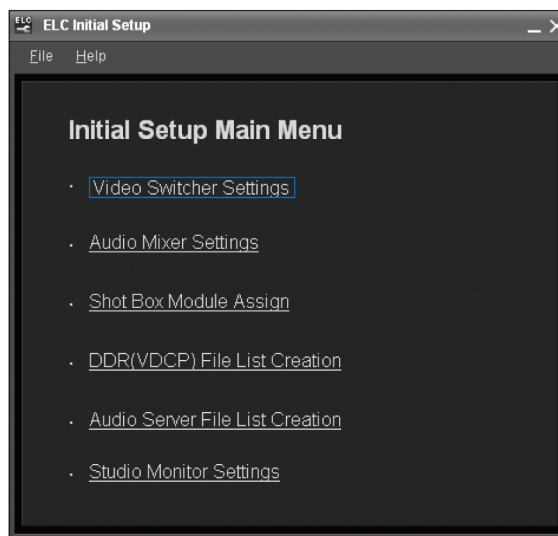 ELC ELC Initial Setup
File Help
Initial Setup Main Menu
· Video Switcher Settings
· Audio Mixer Settings
· Shot Box Module Assign
· DDR(VDCP) File List Creation
· Audio Server File List Creation
· Studio Monitor Settings